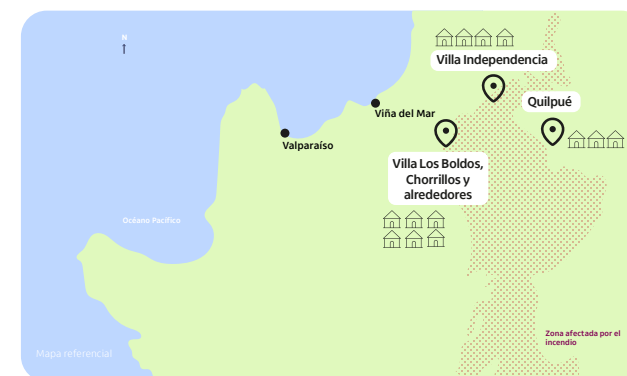 N
Villa Independencia
Quilpué
Viña del Mar
Valparaíso
Villa Los Boldos,
Chorrillos y
alrededores
Océano Pacífico
Zona afectada por el
incendio
Mapa referencial